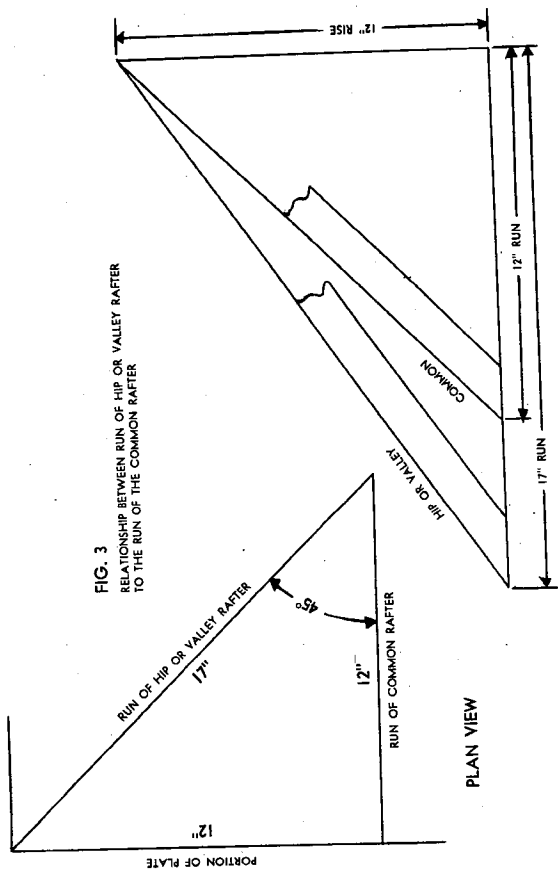 FIG. 3
RELATIONSHIP BETWEEN RUN OF HIP OR VALLEY RAFTER
TO THE RUN OF THE COMMON RAFTER
12" RISE
COMMON
HIP OR VALLEY
12" RUN
17" RUN
RUN OF HIP OR VALLEY RAFTER
17"
45°
12"
RUN OF COMMON RAFTER
12"
PORTION OF PLATE
PLAN VIEW